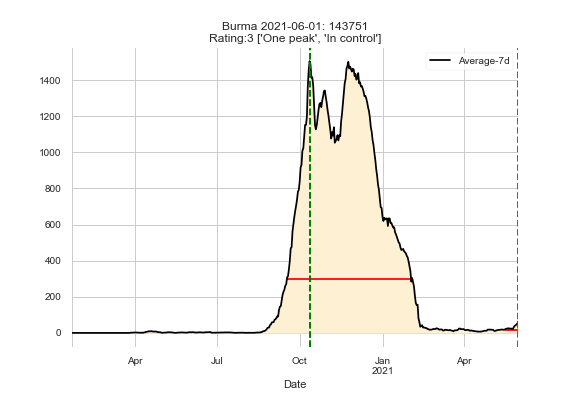 Burma 2021-06-01: 143751
Rating:3 ['One peak', 'In control']
Average-7d
1400
1200
1000
800
600
400
200
0
Apr
Jul
Oct
Jan
2021
Apr
Date